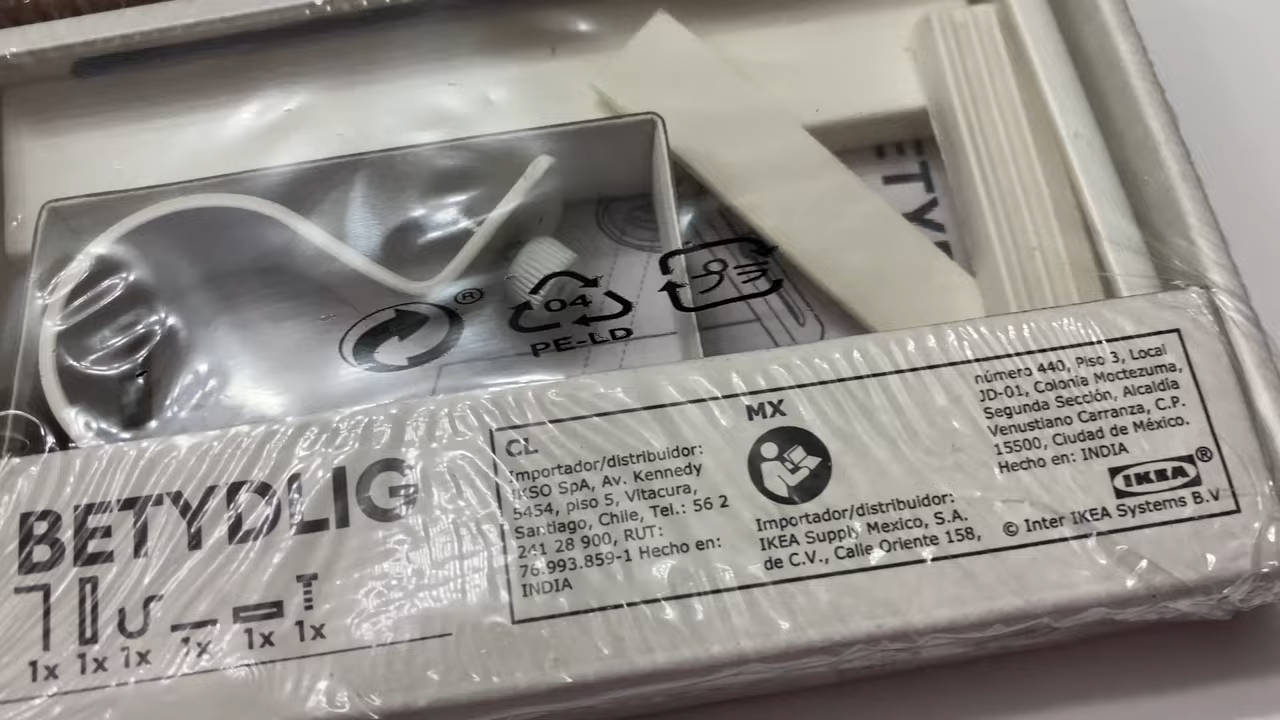 ETYD
®
04
PE-LD
BETYDLIG
1x 1x 1x 1x 1x 1x
CL
Importador/distribuidor:
IKSO SpA, Av. Kennedy
5454, piso 5, Vitacura,
Santiago, Chile, Tel.: 56 2
241 28 900, RUT:
76.993.859-1 Hecho en:
INDIA
MX
Importador/distribuidor:
IKEA Supply Mexico, S.A.
de C.V., Calle Oriente 158,
número 440, Piso 3, Local
JD-01, Colonia Moctezuma,
Segunda Sección, Alcaldía
Venustiano Carranza, C.P.
15500, Ciudad de México.
Hecho en: INDIA
IKEA®
© Inter IKEA Systems B.V